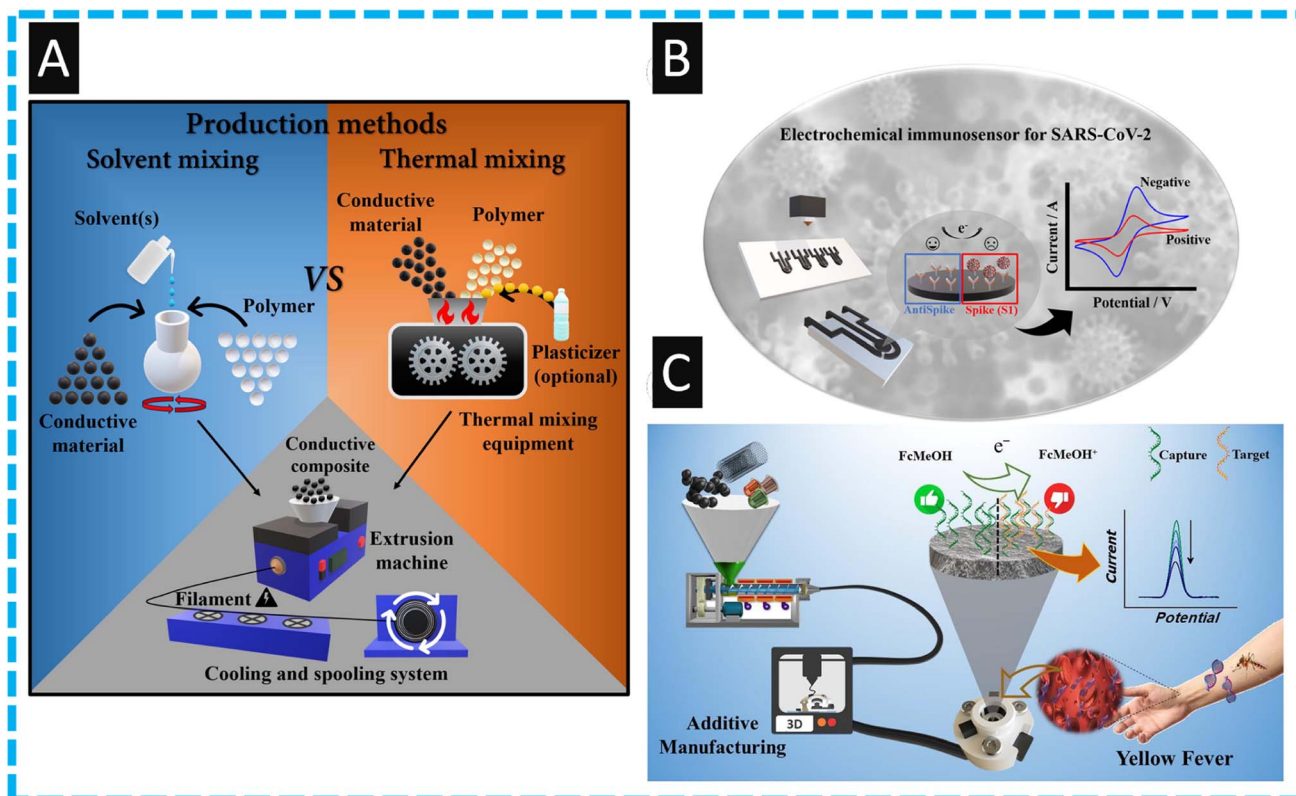 A
Production methods
Solvent mixing
Thermal mixing
Solvent(s)
Conductive
material
Polymer
VS
Polymer
Conductive
material
Plasticizer
(optional)
Thermal mixing
equipment
Conductive
composite
Extrusion
machine
Filament
Cooling and spooling system
B
Electrochemical immunosensor for SARS-CoV-2
e-
AntiSpike
Spike (S1)
Current / A
Negative
Positive
Potential / V
C
FcMeOH
e−
FcMeOH+
Capture
Target
Current
Potential
3D
Additive
Manufacturing
Yellow Fever